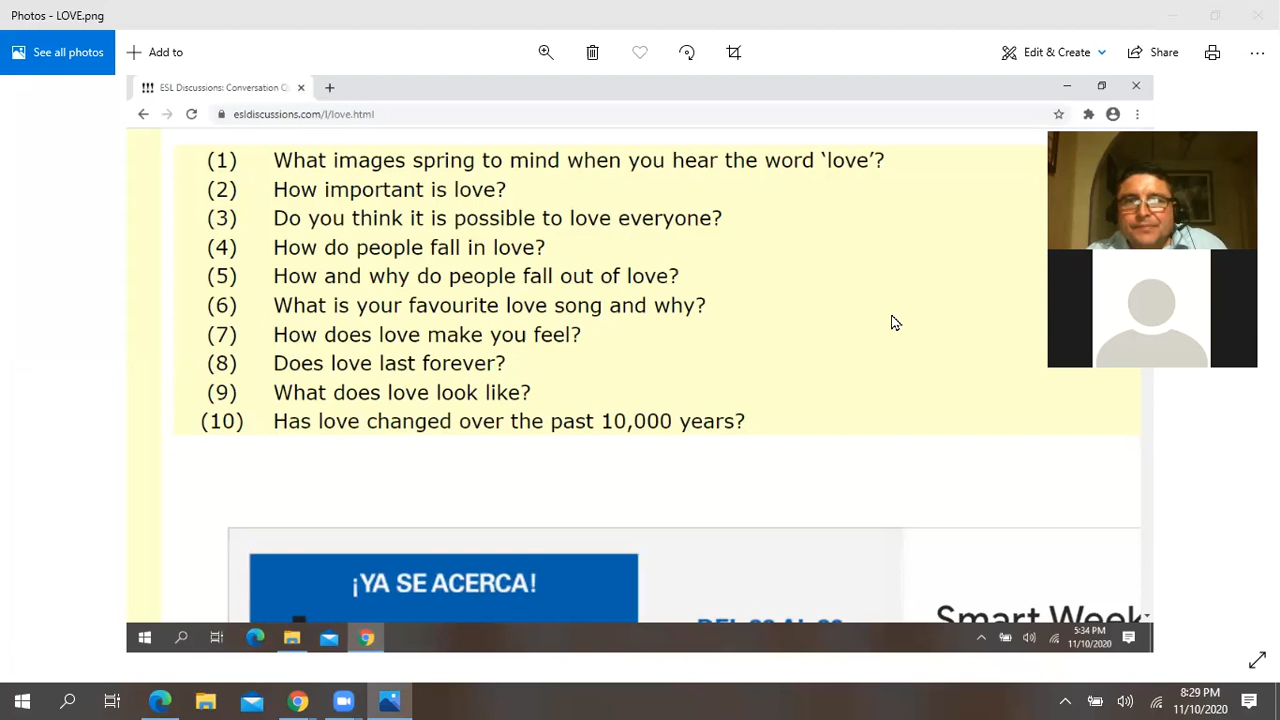 Photos - LOVE.png
See all photos
Add to
Edit & Create
Share
ESL Discussions: Conversation Q
esldiscussions.com/l/love.html
(1) What images spring to mind when you hear the word ‘love’?
(2) How important is love?
(3) Do you think it is possible to love everyone?
(4) How do people fall in love?
(5) How and why do people fall out of love?
(6) What is your favourite love song and why?
(7) How does love make you feel?
(8) Does love last forever?
(9) What does love look like?
(10) Has love changed over the past 10,000 years?
¡YA SE ACERCA!
Smart Week
5:34 PM
11/10/2020
8:29 PM
11/10/2020